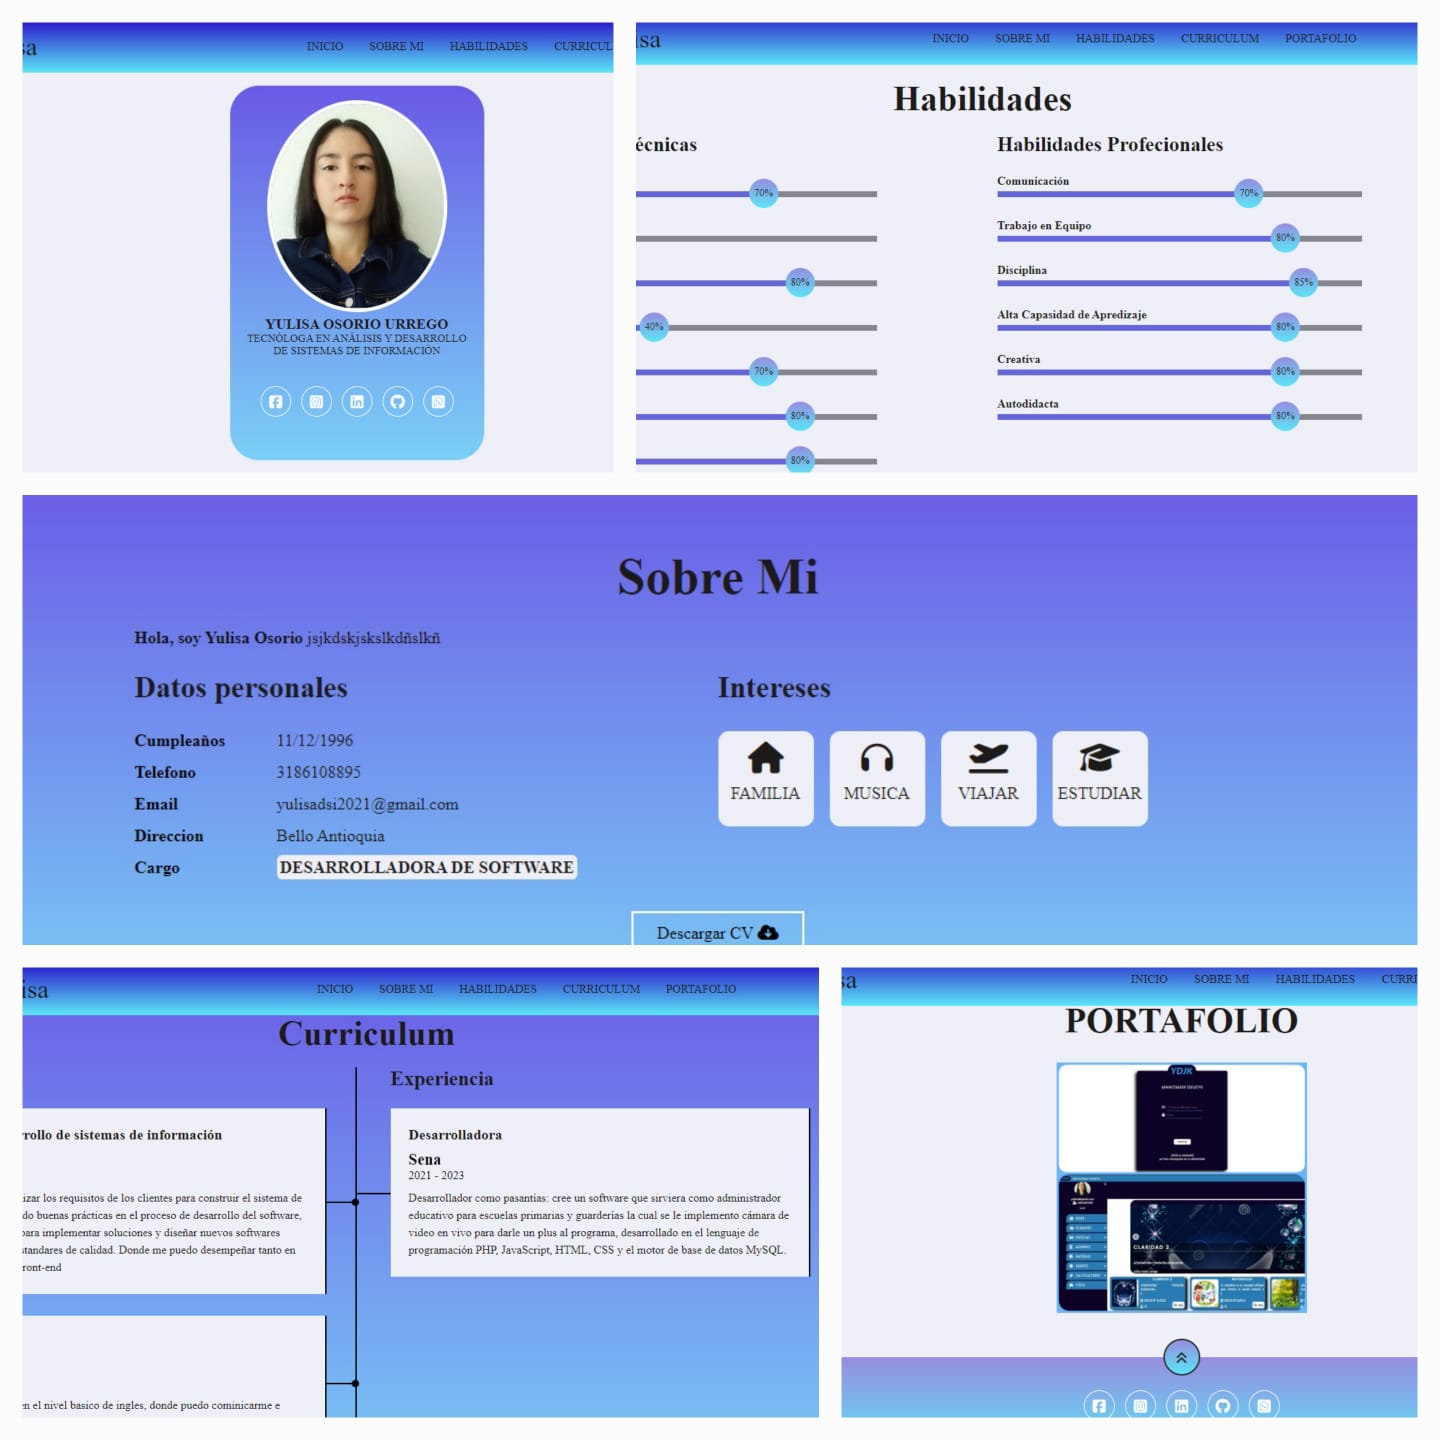 sa
INICIO SOBRE MI HABILIDADES CURRICUL
YULISA OSORIO URREGO
TECNÓLOGA EN ANÁLISIS Y DESARROLLO
DE SISTEMAS DE INFORMACIÓN
isa
INICIO SOBRE MI HABILIDADES CURRICULUM PORTAFOLIO
Habilidades
écnicas
70%
80%
40%
70%
80%
80%
Habilidades Profecionales
Comunicación
70%
Trabajo en Equipo
80%
Disciplina
85%
Alta Capasidad de Apredizaje
80%
Creativa
80%
Autodidacta
80%
Sobre Mi
Hola, soy Yulisa Osorio jsjkdskjskslkdñslkñ
Datos personales
Cumpleaños 11/12/1996
Telefono 3186108895
Email yulisadsi2021@gmail.com
Direccion Bello Antioquia
Cargo DESARROLLADORA DE SOFTWARE
Intereses
FAMILIA MUSICA VIAJAR ESTUDIAR
Descargar CV
isa
INICIO SOBRE MI HABILIDADES CURRICULUM PORTAFOLIO
Curriculum
rollo de sistemas de información
izar los requisitos de los clientes para construir el sistema de
do buenas prácticas en el proceso de desarrollo del software,
para implementar soluciones y diseñar nuevos softwares
standares de calidad. Donde me puedo desempeñar tanto en
ront-end
n el nivel basico de ingles, donde puedo cominicarme e
Experiencia
Desarrolladora
Sena
2021 - 2023
Desarrollador como pasantías: cree un software que sirviera como administrador
educativo para escuelas primarias y guarderías la cual se le implemento cámara de
video en vivo para darle un plus al programa, desarrollado en el lenguaje de
programación PHP, JavaScript, HTML, CSS y el motor de base de datos MySQL.
sa
INICIO SOBRE MI HABILIDADES CURRI
PORTAFOLIO
YDJK
CLARIDAD 2